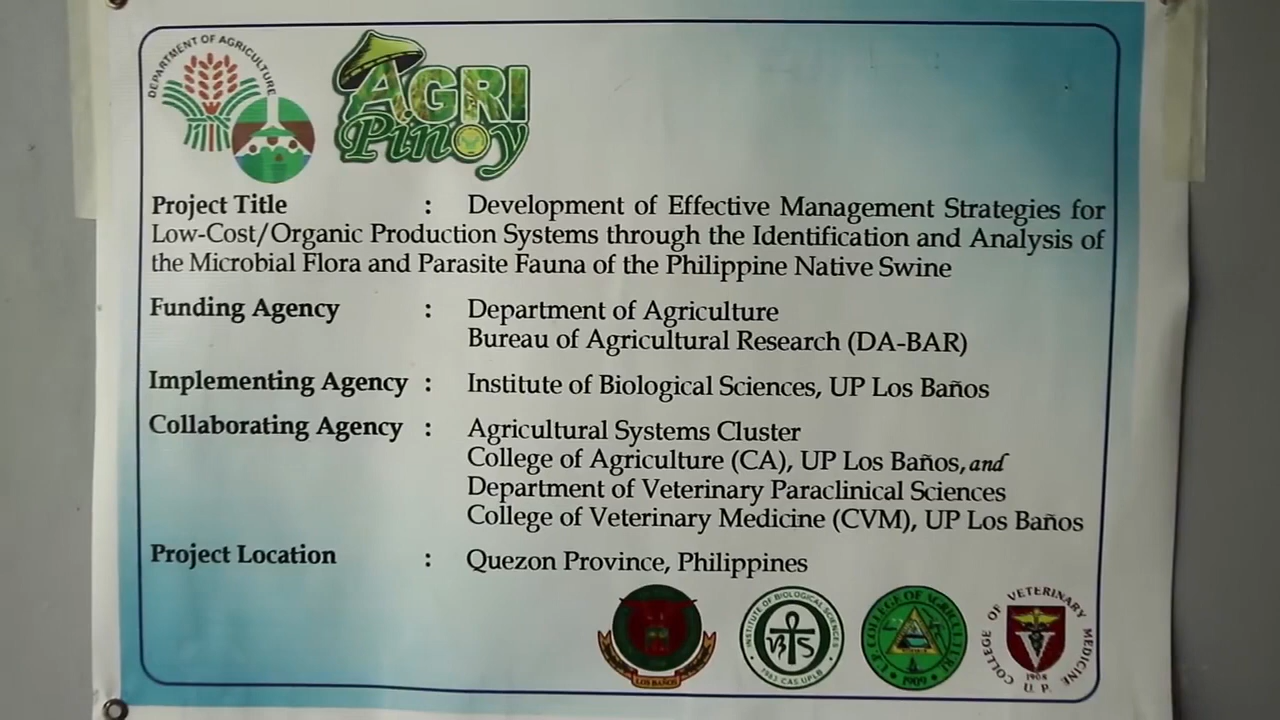 DEPARTMENT OF AGRICULTURE
AGRI
Pinoy
Project Title : Development of Effective Management Strategies for
Low-Cost/Organic Production Systems through the Identification and Analysis of
the Microbial Flora and Parasite Fauna of the Philippine Native Swine
Funding Agency : Department of Agriculture
Bureau of Agricultural Research (DA-BAR)
Implementing Agency : Institute of Biological Sciences, UP Los Baños
Collaborating Agency : Agricultural Systems Cluster
College of Agriculture (CA), UP Los Baños, and
Department of Veterinary Paraclinical Sciences
College of Veterinary Medicine (CVM), UP Los Baños
Project Location : Quezon Province, Philippines
LOS BAÑOS
INSTITUTE OF BIOLOGICAL SCIENCES
IBS
1983 CAS UPLB
U.P. COLLEGE OF AGRICULTURE
1909
COLLEGE OF VETERINARY MEDICINE
1908
U. P.